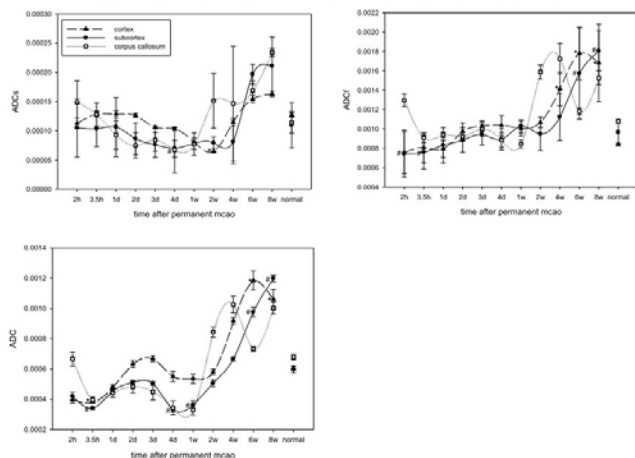 ADCs
0.00030
0.00025
0.00020
0.00015
0.00010
0.00005
0.00000
cortex
subcortex
corpus callosum
2h 3.5h 1d 2d 3d 4d 1w 2w 4w 6w 8w normal
time after permanent mcao
ADCf
0.0022
0.0020
0.0018
0.0016
0.0014
0.0012
0.0010
0.0008
0.0006
0.0004
2h 3.5h 1d 2d 3d 4d 1w 2w 4w 6w 8w normal
time after permanent mcao
ADC
0.0014
0.0012
0.0010
0.0008
0.0006
0.0004
0.0002
2h 3.5h 1d 2d 3d 4d 1w 2w 4w 6w 8w normal
time after permanent mcao